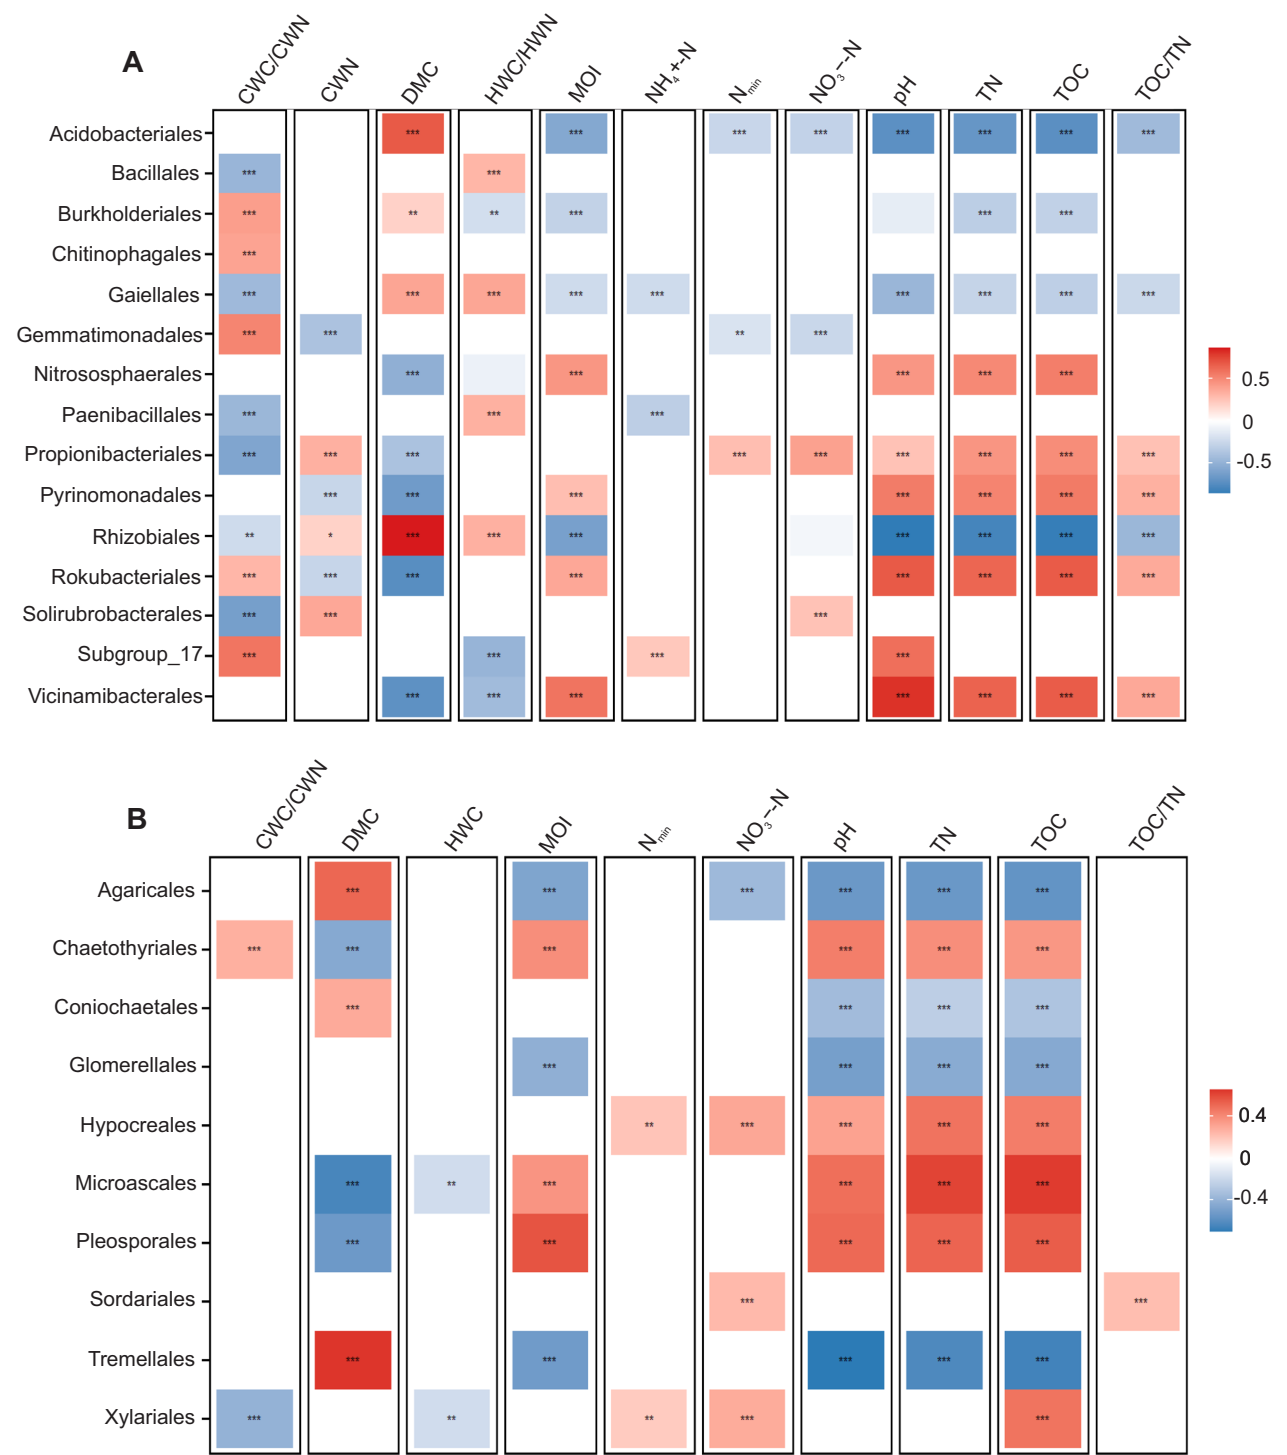 A
CWC/CWN CWN DMC HWC/HWN MOI NH₄+-N Nmin NO₃--N pH TN TOC TOC/TN
Acidobacteriales *** *** *** *** *** *** *** ***
Bacillales *** ***
Burkholderiales *** ** ** *** *** ***
Chitinophagales ***
Gaiellales *** *** *** *** *** *** *** *** ***
Gemmatimonadales *** *** ** ***
Nitrososphaerales *** *** *** *** ***
0.5
Paenibacillales *** *** ***
0
Propionibacteriales *** *** *** *** *** *** *** *** ***
-0.5
Pyrinomonadales *** *** *** *** *** *** ***
Rhizobiales ** * *** *** *** *** *** *** ***
Rokubacteriales *** *** *** *** *** *** *** ***
Solirubrobacterales *** *** ***
Subgroup_17 *** *** *** ***
Vicinamibacterales *** *** *** *** *** *** ***
B
CWC/CWN DMC HWC MOI Nmin NO₃--N pH TN TOC TOC/TN
Agaricales *** *** *** *** *** ***
Chaetothyriales *** *** *** *** *** ***
Coniochaetales *** *** *** ***
Glomerellales *** *** *** ***
Hypocreales ** *** *** *** ***
0.4
0
Microascales *** ** *** *** *** ***
-0.4
Pleosporales *** *** *** *** ***
Sordariales *** ***
Tremellales *** *** *** *** ***
Xylariales *** ** ** *** ***